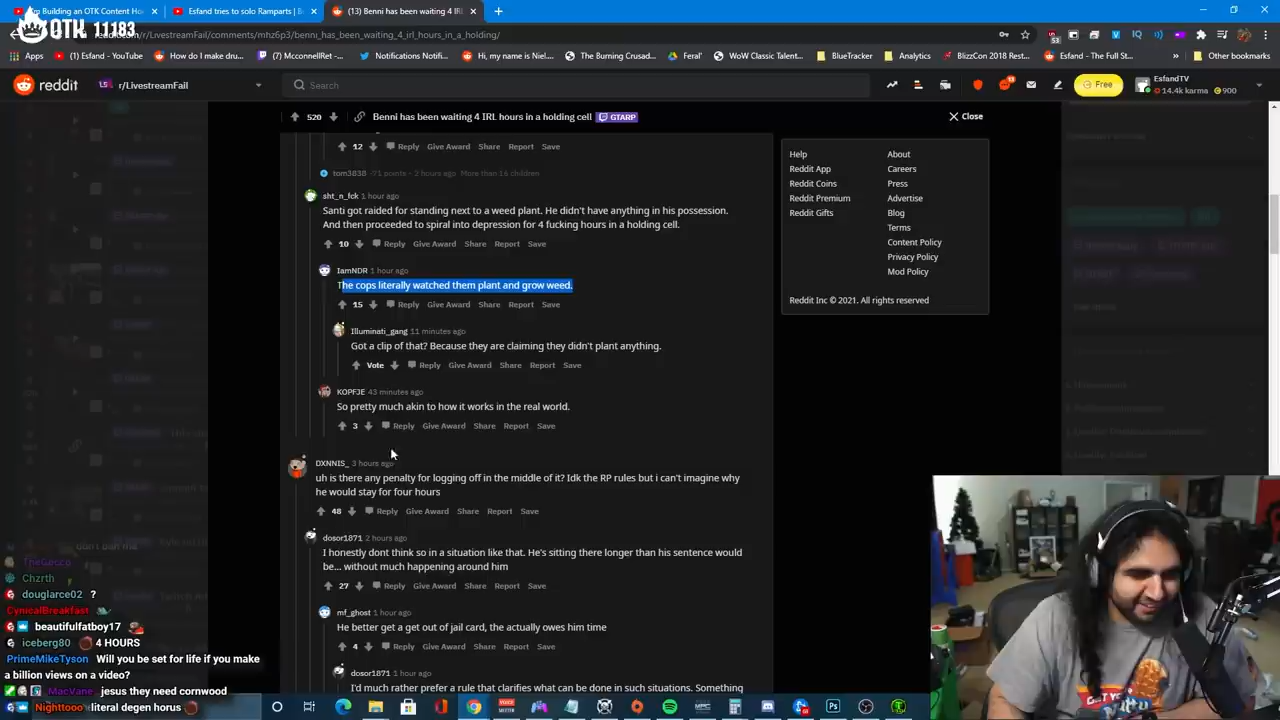 I'm Building an OTK Content Ho
Esfand tries to solo Ramparts | B
(13) Benni has been waiting 4 IRL
OTK 11183
reddit.com/r/LivestreamFail/comments/mhz6p3/benni_has_been_waiting_4_irl_hours_in_a_holding/
Apps
(1) Esfand - YouTube
How do I make dru...
(7) McconnellRet -...
Notifications Notifi...
Hi, my name is Niel...
The Burning Crusad...
Feral'
WoW Classic Talent...
BlueTracker
Analytics
BlizzCon 2018 Rest...
Esfand - The Full St...
Other bookmarks
reddit
r/LivestreamFail
Search
Free
EsfandTV
14.4k karma
900
520
Benni has been waiting 4 IRL hours in a holding cell
GTARP
Close
12 Reply Give Award Share Report Save
tom3838 -71 points · 2 hours ago More than 16 children
sht_n_fck 1 hour ago
Santi got raided for standing next to a weed plant. He didn't have anything in his possession.
And then proceeded to spiral into depression for 4 fucking hours in a holding cell.
10 Reply Give Award Share Report Save
IamNDR 1 hour ago
The cops literally watched them plant and grow weed.
15 Reply Give Award Share Report Save
Illuminati_gang 11 minutes ago
Got a clip of that? Because they are claiming they didn't plant anything.
Vote Reply Give Award Share Report Save
KOPFJE 43 minutes ago
So pretty much akin to how it works in the real world.
3 Reply Give Award Share Report Save
DXNNIS_ 3 hours ago
uh is there any penalty for logging off in the middle of it? Idk the RP rules but i can't imagine why
he would stay for four hours
48 Reply Give Award Share Report Save
dosor1871 2 hours ago
I honestly dont think so in a situation like that. He's sitting there longer than his sentence would
be... without much happening around him
27 Reply Give Award Share Report Save
mf_ghost 1 hour ago
He better get a get out of jail card, the actually owes him time
4 Reply Give Award Share Report Save
dosor1871 1 hour ago
I'd much rather prefer a rule that clarifies what can be done in such situations. Something
Help
About
Reddit App
Careers
Reddit Coins
Press
Reddit Premium
Advertise
Reddit Gifts
Blog
Terms
Content Policy
Privacy Policy
Mod Policy
Reddit Inc © 2021. All rights reserved
TheGecco
Chzrth
douglarce02 ?
CynicalBreakfast
beautifulfatboy17
iceberg80 4 HOURS
PrimeMikeTyson Will you be set for life if you make
a billion views on a video?
MacVane jesus they need cornwood
Nighttooo literal degen horus